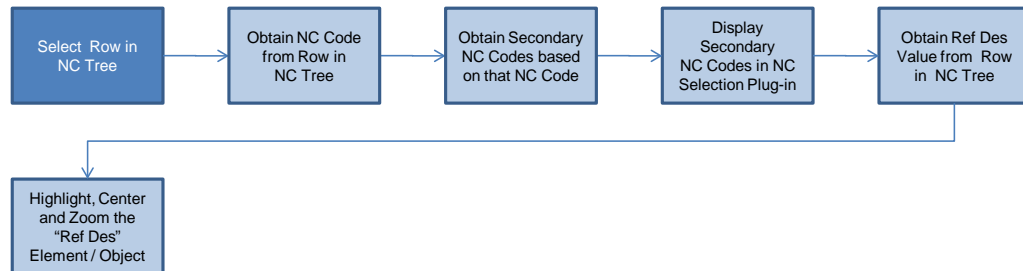 Select Row in
NC Tree
Obtain NC Code
from Row in
NC Tree
Obtain Secondary
NC Codes based
on that NC Code
Display
Secondary
NC Codes in NC
Selection Plug-in
Obtain Ref Des
Value from Row
in NC Tree
Highlight, Center
and Zoom the
“Ref Des”
Element / Object